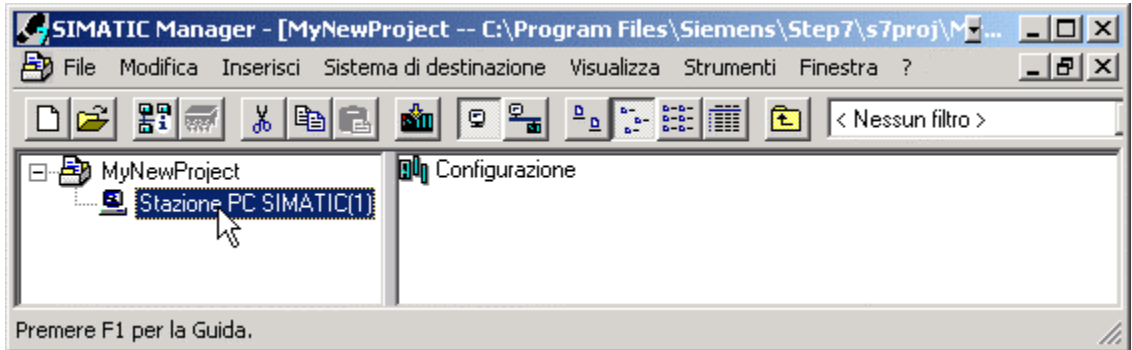 SIMATIC Manager - [MyNewProject -- C:\Program Files\Siemens\Step7\s7proj\M...
File Modifica Inserisci Sistema di destinazione Visualizza Strumenti Finestra ?
< Nessun filtro >
MyNewProject
Configurazione
Stazione PC SIMATIC(1)
Premere F1 per la Guida.